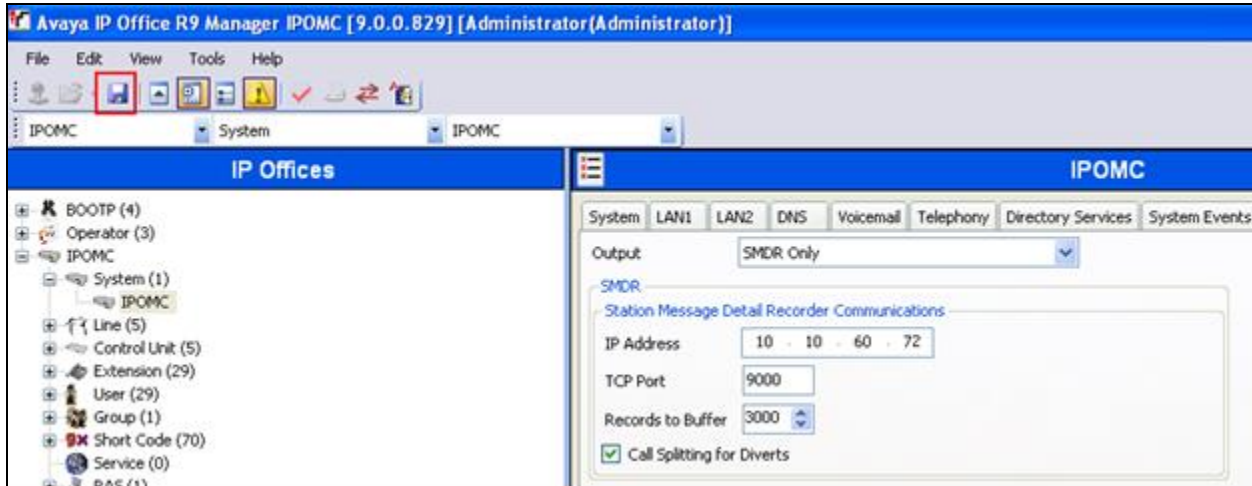 Avaya IP Office R9 Manager IPOMC [9.0.0.829] [Administrator(Administrator)]
File Edit View Tools Help
IPOMC System IPOMC
IP Offices
BOOTP (4)
Operator (3)
IPOMC
System (1)
IPOMC
Line (5)
Control Unit (5)
Extension (29)
User (29)
Group (1)
9x Short Code (70)
Service (0)
RAS (1)
IPOMC
System LAN1 LAN2 DNS Voicemail Telephony Directory Services System Events
Output SMDR Only
SMDR
Station Message Detail Recorder Communications
IP Address 10 . 10 . 60 . 72
TCP Port 9000
Records to Buffer 3000
Call Splitting for Diverts